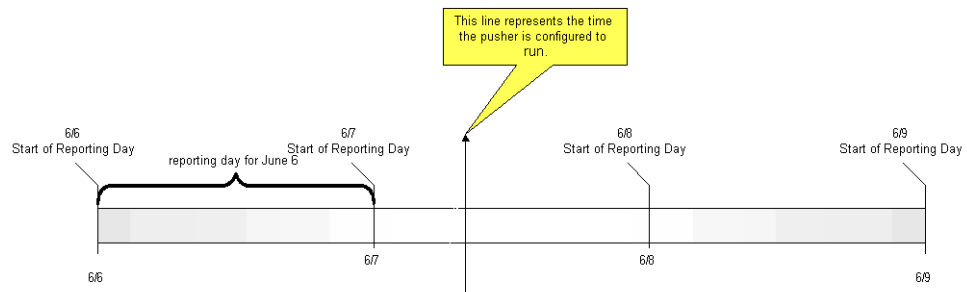 This line represents the time
the pusher is configured to
run.
6/6
Start of Reporting Day
6/7
Start of Reporting Day
6/8
Start of Reporting Day
6/9
Start of Reporting Day
reporting day for June 6
6/6
6/7
6/8
6/9